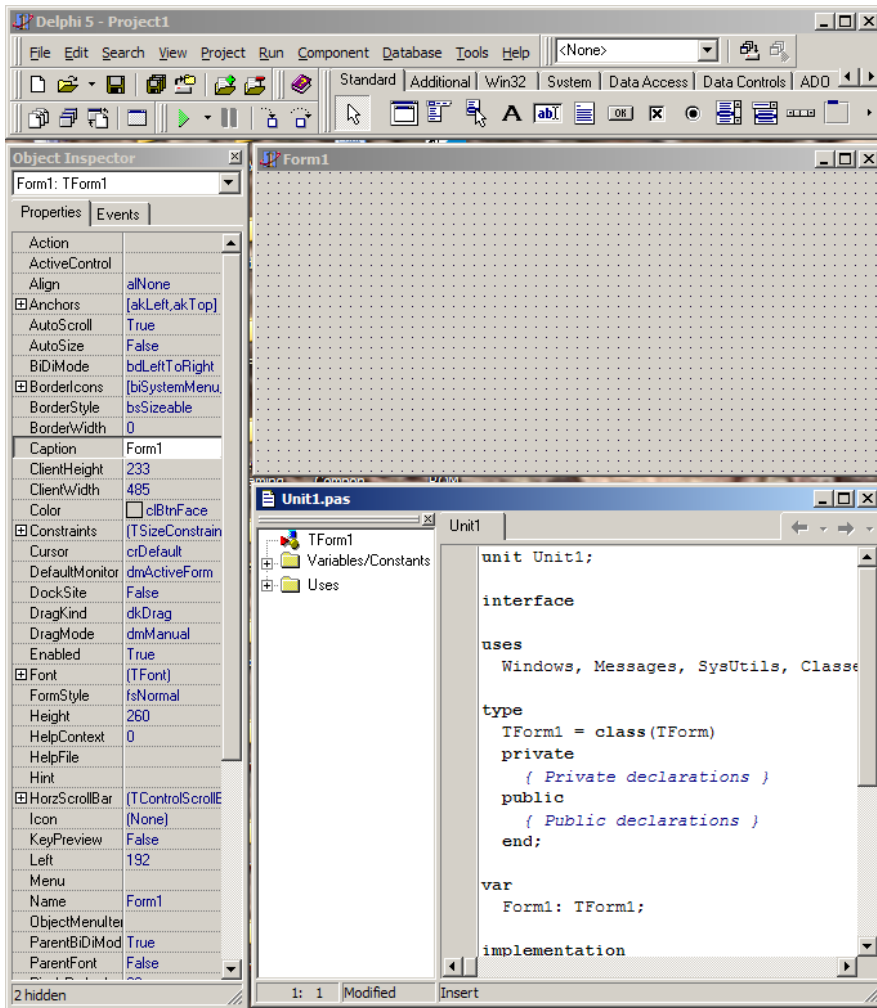 Delphi 5 - Project1
File Edit Search View Project Run Component Database Tools Help <None>
Standard Additional Win32 System Data Access Data Controls ADO
A ab OK
Object Inspector
Form1: TForm1
Properties Events
Action
ActiveControl
Align alNone
Anchors [akLeft,akTop]
AutoScroll True
AutoSize False
BiDiMode bdLeftToRight
BorderIcons [biSystemMenu,
BorderStyle bsSizeable
BorderWidth 0
Caption Form1
ClientHeight 233
ClientWidth 485
Color clBtnFace
Constraints (TSizeConstrain
Cursor crDefault
DefaultMonitor dmActiveForm
DockSite False
DragKind dkDrag
DragMode dmManual
Enabled True
Font (TFont)
FormStyle fsNormal
Height 260
HelpContext 0
HelpFile
Hint
HorzScrollBar (TControlScrollB
Icon (None)
KeyPreview False
Left 192
Menu
Name Form1
ObjectMenuIter
ParentBiDiMod True
ParentFont False
2 hidden
Form1
Unit1.pas
TForm1
Variables/Constants
Uses
Unit1
unit Unit1;
interface
uses
Windows, Messages, SysUtils, Classe
type
TForm1 = class(TForm)
private
{ Private declarations }
public
{ Public declarations }
end;
var
Form1: TForm1;
implementation
1: 1 Modified Insert